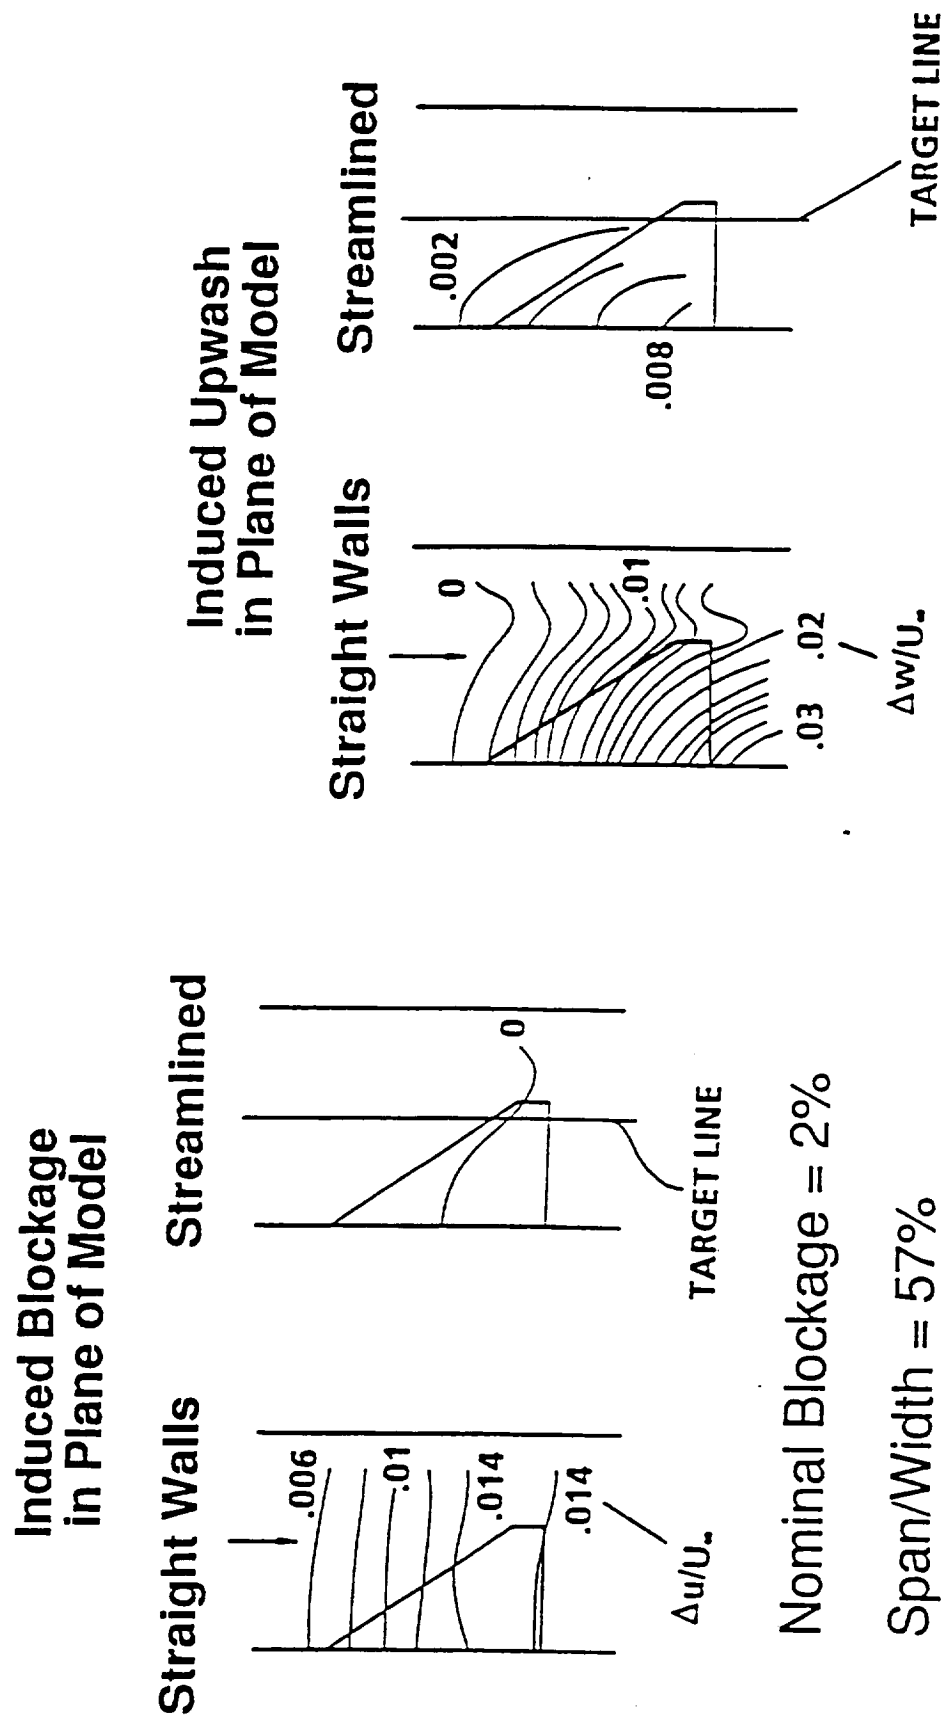 Induced Blockage
in Plane of Model
Straight Walls
Streamlined
.006
.01
.014
.014
Δu/U∞
0
TARGET LINE
Nominal Blockage = 2%
Span/Width = 57%
Induced Upwash
in Plane of Model
Straight Walls
Streamlined
0
.01
.02
.03
Δw/U∞
.002
.008
TARGET LINE